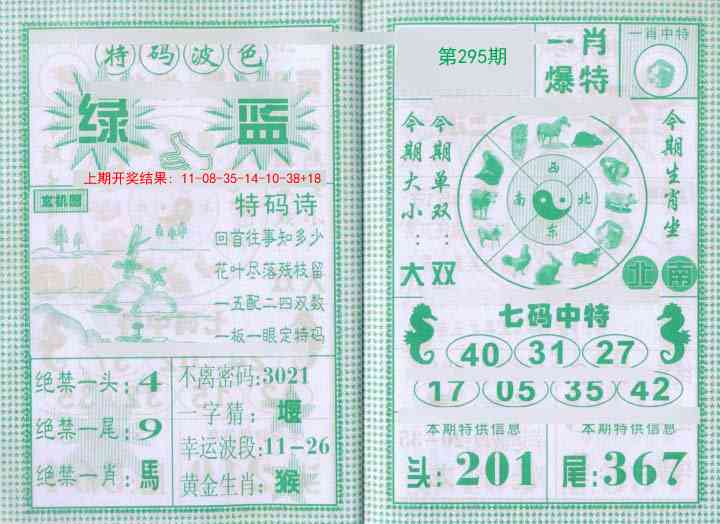 特码波色
绿 蓝
上期开奖结果：11-08-35-14-10-38+18
玄机图
特码诗
回首往事知多少
花叶尽落残枝留
一五配二四双数
一板一眼定特码
绝禁一头:4
绝禁一尾:9
绝禁一肖:馬
不离密码:3021
一字猜：堰
幸运波段:11-26
黄金生肖:猴
第295期
一肖
爆特
一肖中特
今期大小:大
今期单双:双
西
南 北
东
今期生肖坐
北南
七码中特
40 31 27
17 05 35 42
本期特供信息
头:201
本期特供信息
尾:367